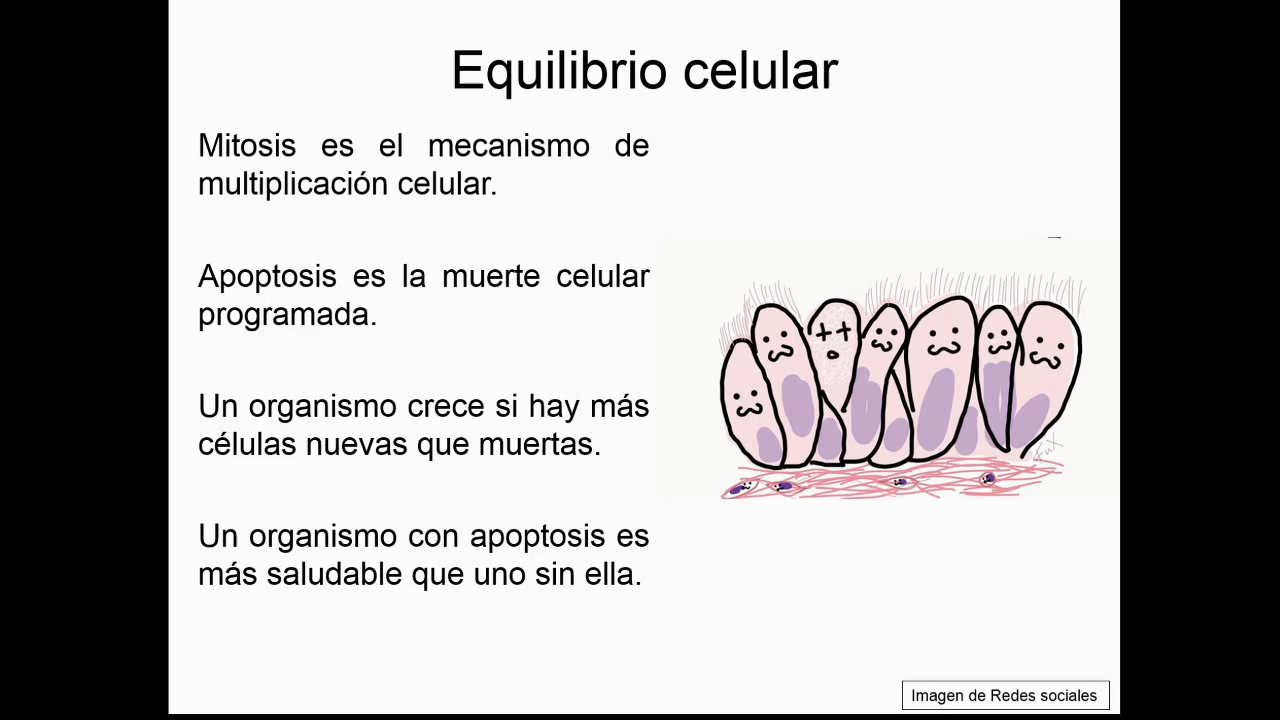 Equilibrio celular
Mitosis es el mecanismo de
multiplicación celular.
Apoptosis es la muerte celular
programada.
Un organismo crece si hay más
células nuevas que muertas.
Un organismo con apoptosis es
más saludable que uno sin ella.
Imagen de Redes sociales